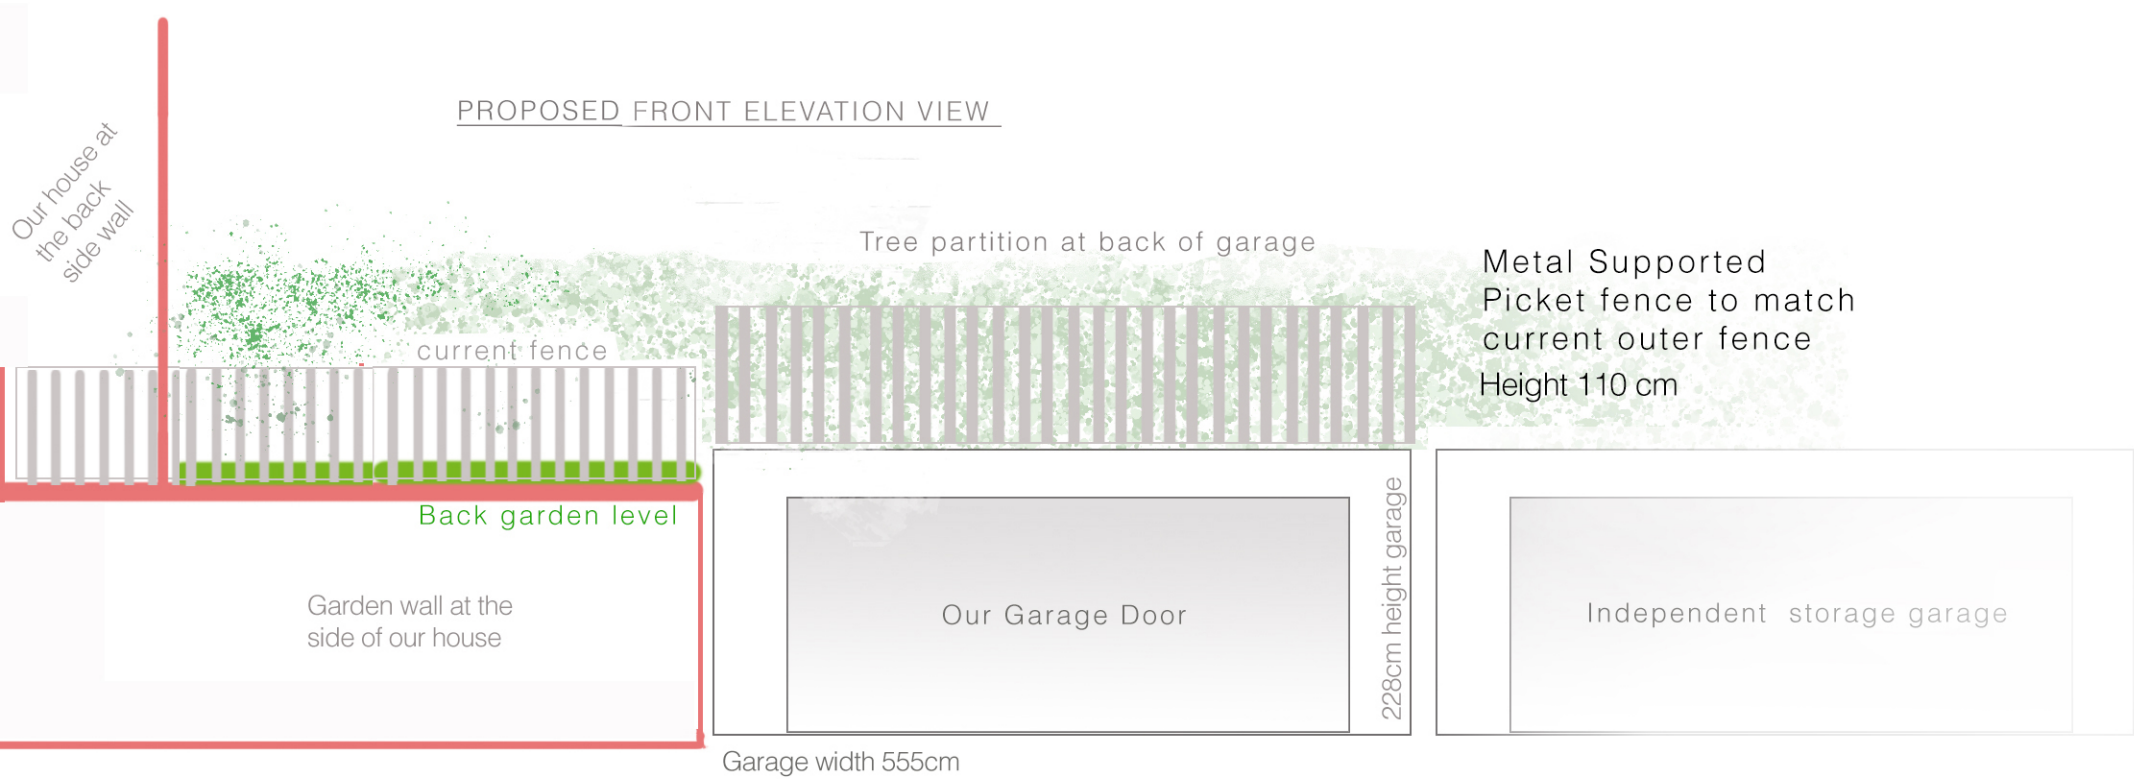 PROPOSED FRONT ELEVATION VIEW
Our house at
the back
side wall
Tree partition at back of garage
Metal Supported
Picket fence to match
current outer fence
Height 110 cm
current fence
Back garden level
Garden wall at the
side of our house
Our Garage Door
228cm height garage
Independent storage garage
Garage width 555cm